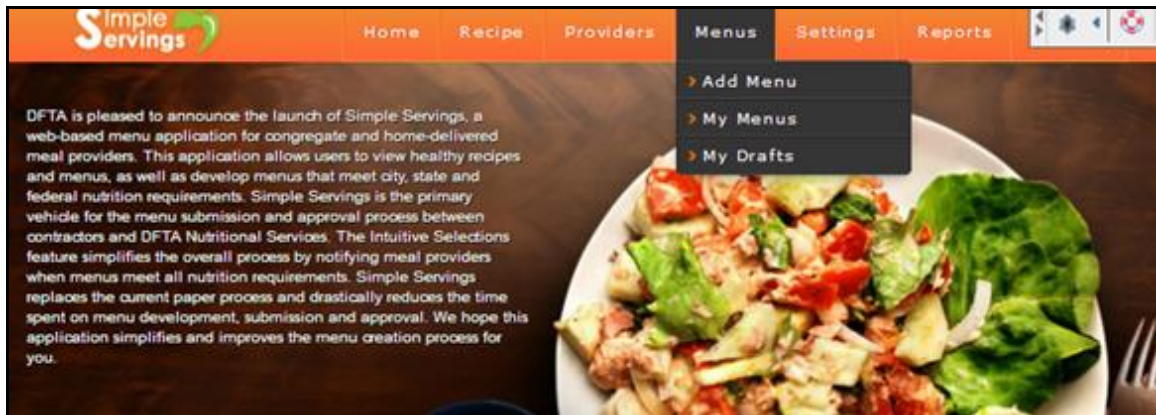 Simple
Servings
Home Recipe Providers Menus Settings Reports
Add Menu
My Menus
My Drafts
DFTA is pleased to announce the launch of Simple Servings, a
web-based menu application for congregate and home-delivered
meal providers. This application allows users to view healthy recipes
and menus, as well as develop menus that meet city, state and
federal nutrition requirements. Simple Servings is the primary
vehicle for the menu submission and approval process between
contractors and DFTA Nutritional Services. The Intuitive Selections
feature simplifies the overall process by notifying meal providers
when menus meet all nutrition requirements. Simple Servings
replaces the current paper process and drastically reduces the time
spent on menu development, submission and approval. We hope this
application simplifies and improves the menu creation process for
you.